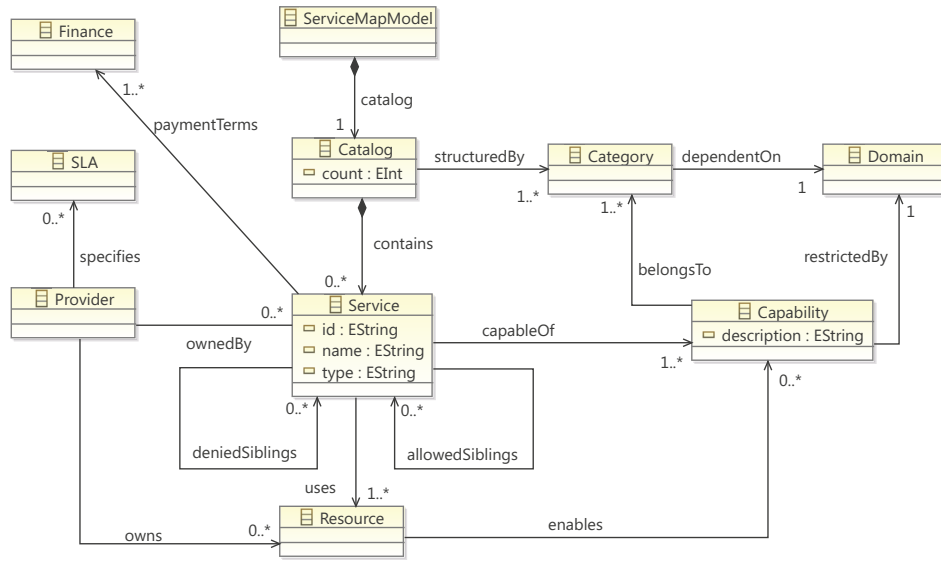 Finance
ServiceMapModel
1..*
catalog
paymentTerms
1
SLA
Catalog
count : EInt
structuredBy
Category
dependentOn
Domain
0..*
1..*
1..*
1
1
specifies
contains
belongsTo
restrictedBy
Provider
0..*
0..*
ownedBy
Service
id : EString
name : EString
type : EString
capableOf
Capability
description : EString
1..*
0..*
0..*
0..*
deniedSiblings
allowedSiblings
uses
1..*
owns
0..*
Resource
enables